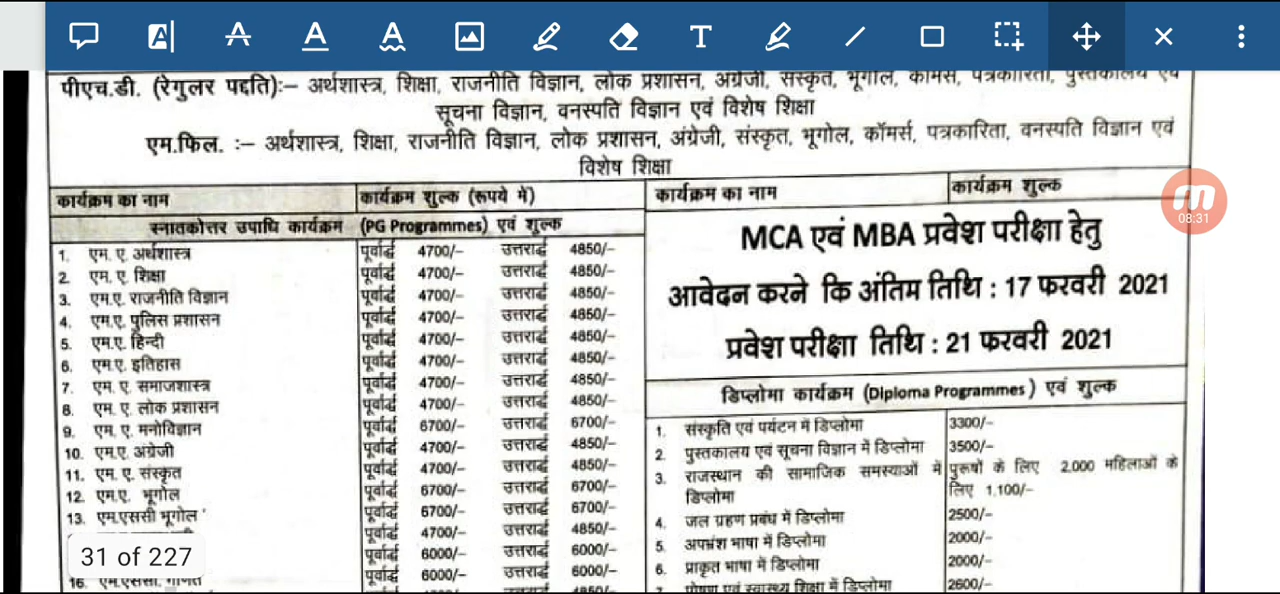 पीएच.डी. (रेगुलर पद्दति):– अर्थशास्त्र, शिक्षा, राजनीति विज्ञान, लोक प्रशासन, अंग्रेजी, संस्कृत, भूगोल, कॉमर्स, पत्रकारिता, पुस्तकालय एवं
सूचना विज्ञान, वनस्पति विज्ञान एवं विशेष शिक्षा
एम.फिल. :– अर्थशास्त्र, शिक्षा, राजनीति विज्ञान, लोक प्रशासन, अंग्रेजी, संस्कृत, भूगोल, कॉमर्स, पत्रकारिता, वनस्पति विज्ञान एवं
विशेष शिक्षा
कार्यक्रम का नाम कार्यक्रम शुल्क (रूपये में)
स्नातकोत्तर उपाधि कार्यक्रम (PG Programmes) एवं शुल्क
1. एम. ए. अर्थशास्त्र पूर्वार्द्ध 4700/– उत्तरार्द्ध 4850/–
2. एम. ए. शिक्षा पूर्वार्द्ध 4700/– उत्तरार्द्ध 4850/–
3. एम.ए. राजनीति विज्ञान पूर्वार्द्ध 4700/– उत्तरार्द्ध 4850/–
4. एम.ए. पुलिस प्रशासन पूर्वार्द्ध 4700/– उत्तरार्द्ध 4850/–
5. एम.ए. हिन्दी पूर्वार्द्ध 4700/– उत्तरार्द्ध 4850/–
6. एम.ए. इतिहास पूर्वार्द्ध 4700/– उत्तरार्द्ध 4850/–
7. एम. ए. समाजशास्त्र पूर्वार्द्ध 4700/– उत्तरार्द्ध 4850/–
8. एम. ए. लोक प्रशासन पूर्वार्द्ध 4700/– उत्तरार्द्ध 4850/–
9. एम. ए. मनोविज्ञान पूर्वार्द्ध 6700/– उत्तरार्द्ध 6700/–
10. एम.ए. अंग्रेजी पूर्वार्द्ध 4700/– उत्तरार्द्ध 4850/–
11. एम. ए. संस्कृत पूर्वार्द्ध 4700/– उत्तरार्द्ध 4850/–
12. एम.ए. भूगोल पूर्वार्द्ध 6700/– उत्तरार्द्ध 6700/–
13. एम.एससी भूगोल पूर्वार्द्ध 6700/– उत्तरार्द्ध 6700/–
पूर्वार्द्ध 4700/– उत्तरार्द्ध 4850/–
पूर्वार्द्ध 6000/– उत्तरार्द्ध 6000/–
16. एम.एससी. गणित पूर्वार्द्ध 6000/– उत्तरार्द्ध 6000/–
कार्यक्रम का नाम कार्यक्रम शुल्क
MCA एवं MBA प्रवेश परीक्षा हेतु
आवेदन करने कि अंतिम तिथि : 17 फरवरी 2021
प्रवेश परीक्षा तिथि : 21 फरवरी 2021
डिप्लोमा कार्यक्रम (Diploma Programmes) एवं शुल्क
1. संस्कृति एवं पर्यटन में डिप्लोमा 3300/–
2. पुस्तकालय एवं सूचना विज्ञान में डिप्लोमा 3500/–
3. राजस्थान की सामाजिक समस्याओं में पुरूषों के लिए 2,000 महिलाओं के
डिप्लोमा लिए 1,100/–
4. जल ग्रहण प्रबंध में डिप्लोमा 2500/–
5. अपभ्रंश भाषा में डिप्लोमा 2000/–
6. प्राकृत भाषा में डिप्लोमा 2000/–
7. पोषण एवं स्वास्थ्य शिक्षा में डिप्लोमा 2600/–
31 of 227
08:31